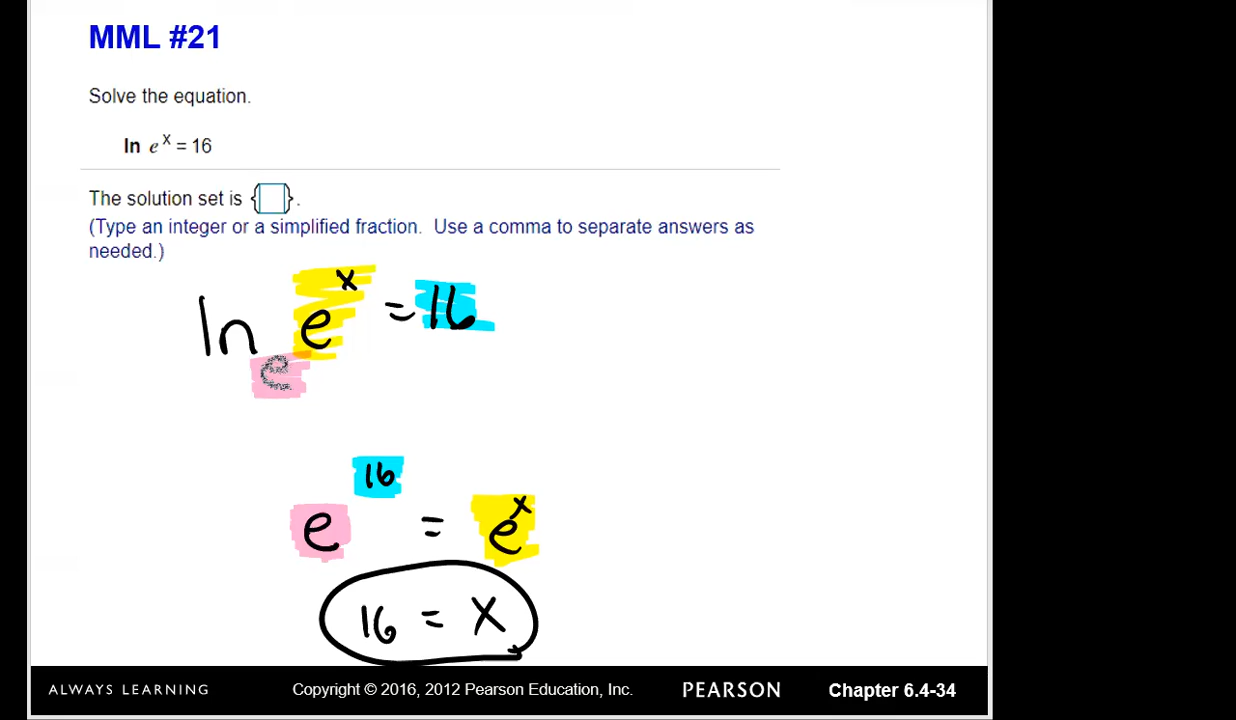 MML #21
Solve the equation.
ln e^x = 16
The solution set is { }.
(Type an integer or a simplified fraction. Use a comma to separate answers as
needed.)
ln e^x = 16
e
e^16 = e^x
16 = x
ALWAYS LEARNING Copyright © 2016, 2012 Pearson Education, Inc. PEARSON Chapter 6.4-34